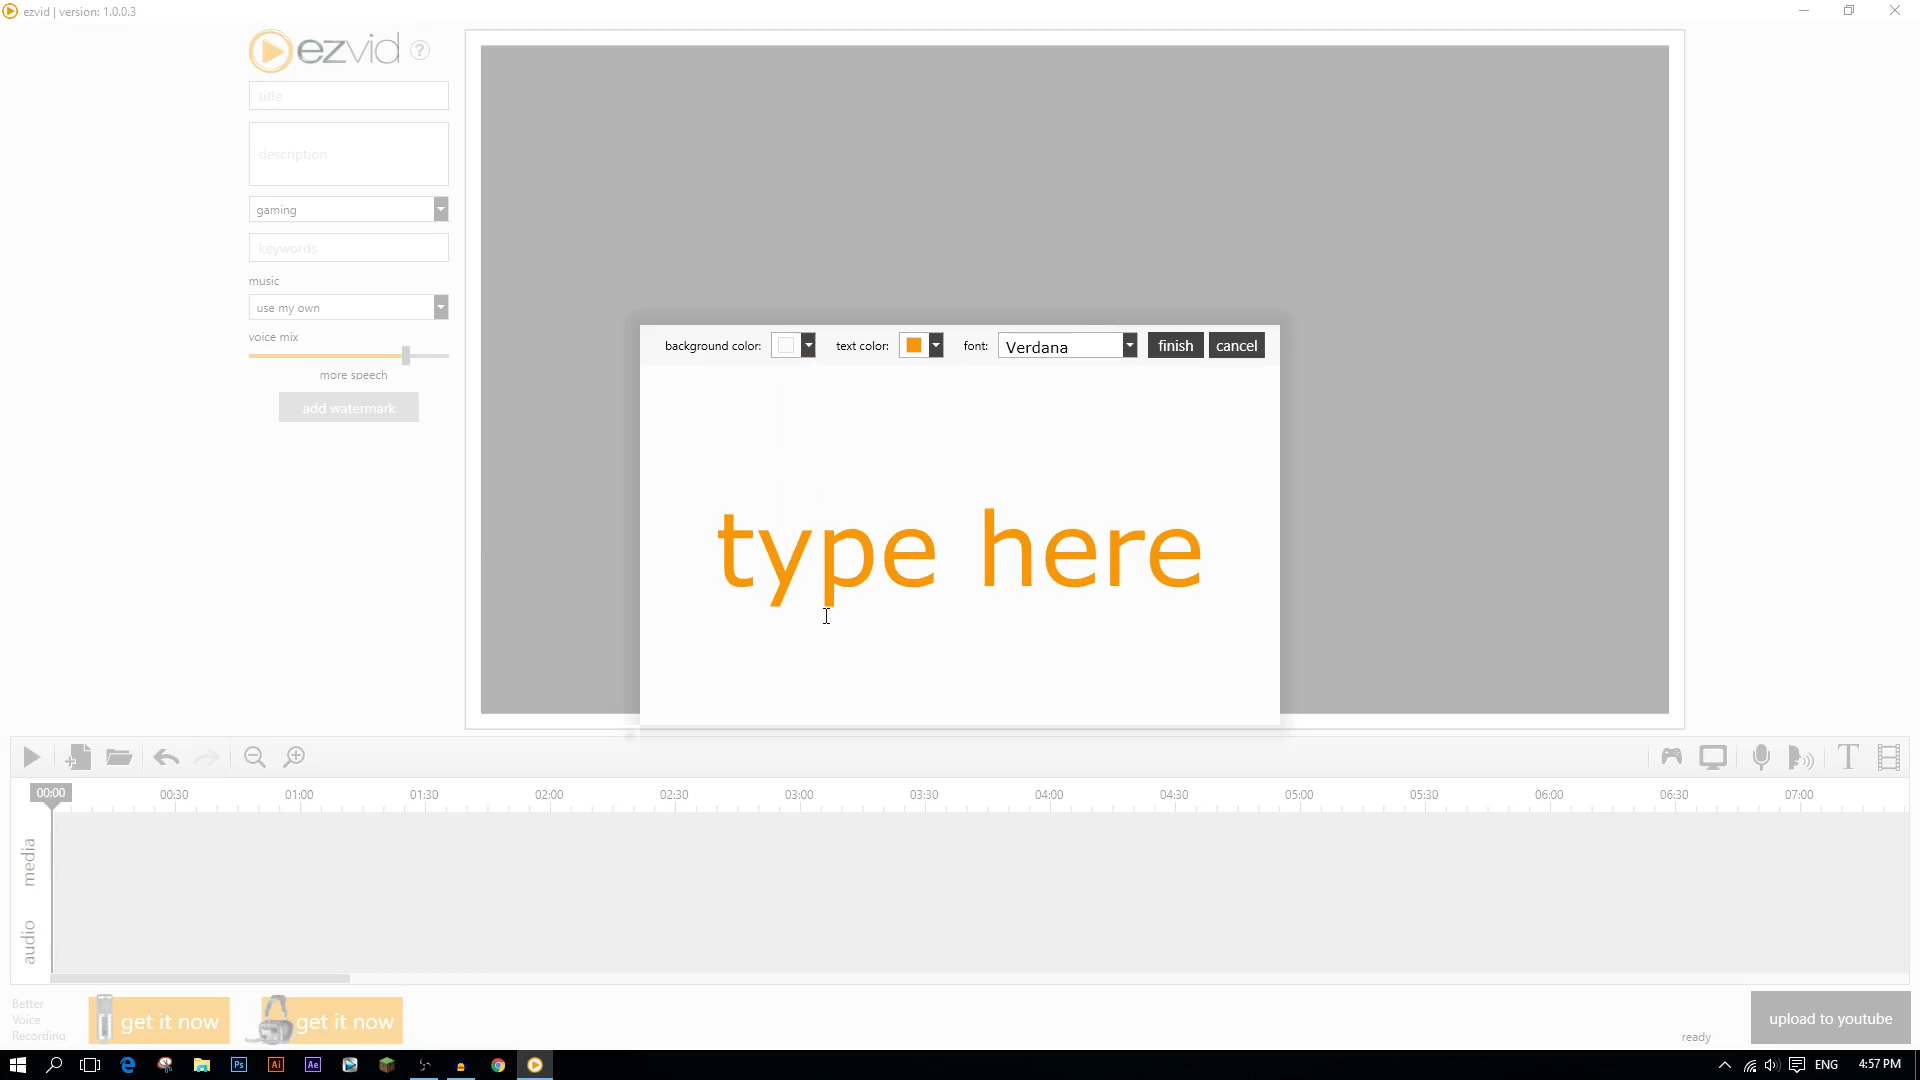 ezvid | version: 1.0.0.3
ezvid ?
title
description
gaming
keywords
music
use my own
voice mix
more speech
add watermark
background color: text color: font: Verdana finish cancel
type here
T
00:00 00:30 01:00 01:30 02:00 02:30 03:00 03:30 04:00 04:30 05:00 05:30 06:00 06:30 07:00
media
audio
Better
Voice
Recording
get it now get it now
ready
upload to youtube
Ps Ai Ae
ENG 4:57 PM